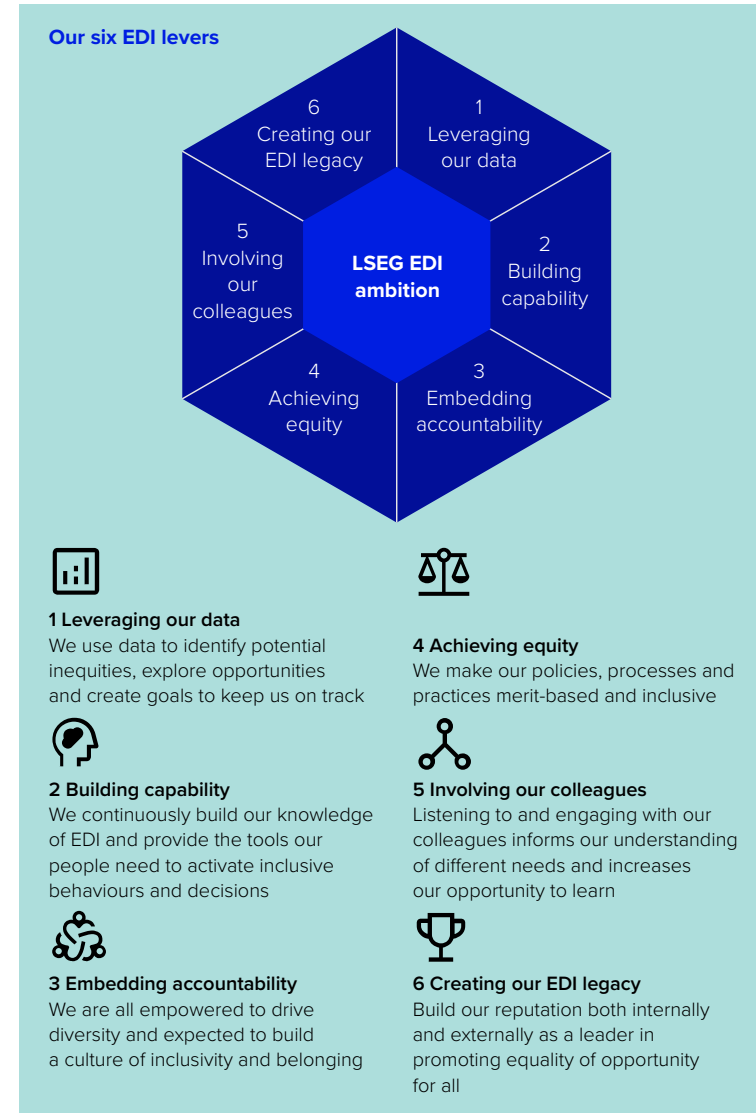 Our six EDI levers
6
Creating our
EDI legacy
1
Leveraging
our data
5
Involving
our
colleagues
LSEG EDI
ambition
2
Building
capability
4
Achieving
equity
3
Embedding
accountability
1 Leveraging our data
We use data to identify potential
inequities, explore opportunities
and create goals to keep us on track
2 Building capability
We continuously build our knowledge
of EDI and provide the tools our
people need to activate inclusive
behaviours and decisions
3 Embedding accountability
We are all empowered to drive
diversity and expected to build
a culture of inclusivity and belonging
4 Achieving equity
We make our policies, processes and
practices merit-based and inclusive
5 Involving our colleagues
Listening to and engaging with our
colleagues informs our understanding
of different needs and increases
our opportunity to learn
6 Creating our EDI legacy
Build our reputation both internally
and externally as a leader in
promoting equality of opportunity
for all